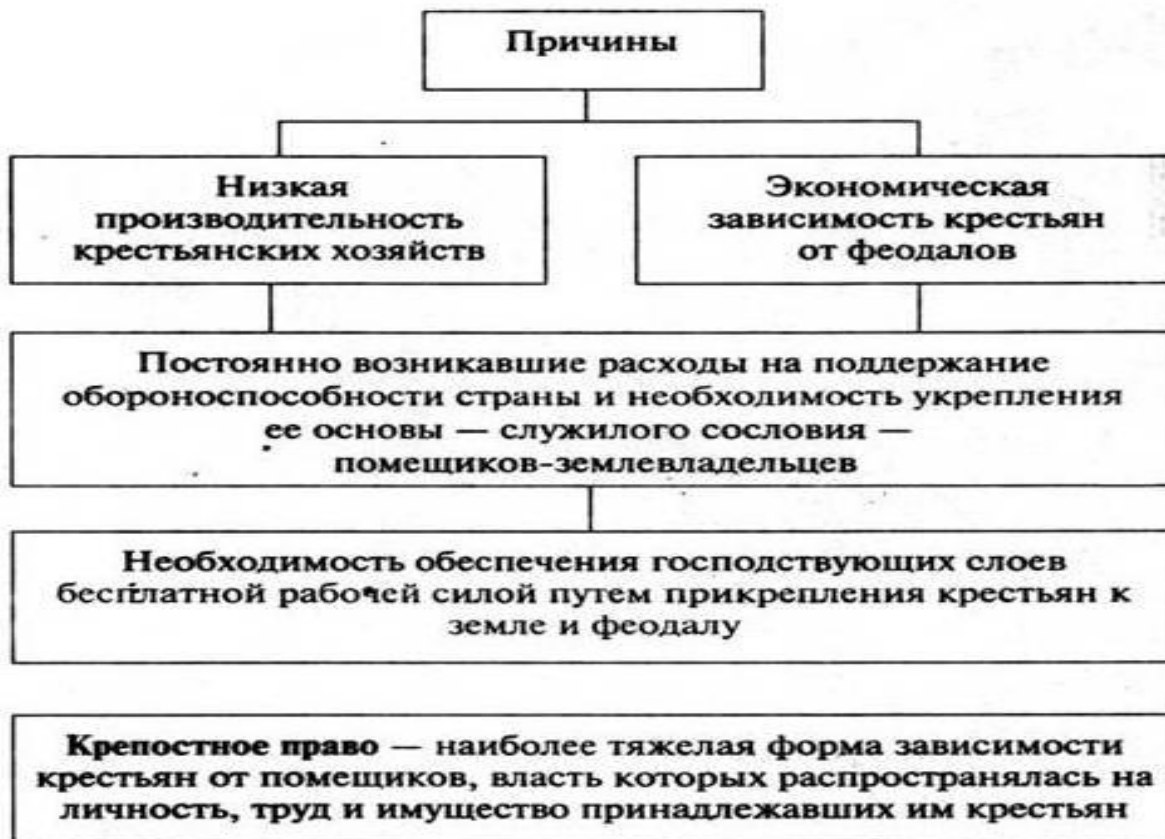 Причины
Низкая
производительность
крестьянских хозяйств
Экономическая
зависимость крестьян
от феодалов
Постоянно возникавшие расходы на поддержание
обороноспособности страны и необходимость укрепления
ее основы — служилого сословия —
помещиков-землевладельцев
Необходимость обеспечения господствующих слоев
бесплатной рабочей силой путем прикрепления крестьян к
земле и феодалу
Крепостное право — наиболее тяжелая форма зависимости
крестьян от помещиков, власть которых распространялась на
личность, труд и имущество принадлежавших им крестьян